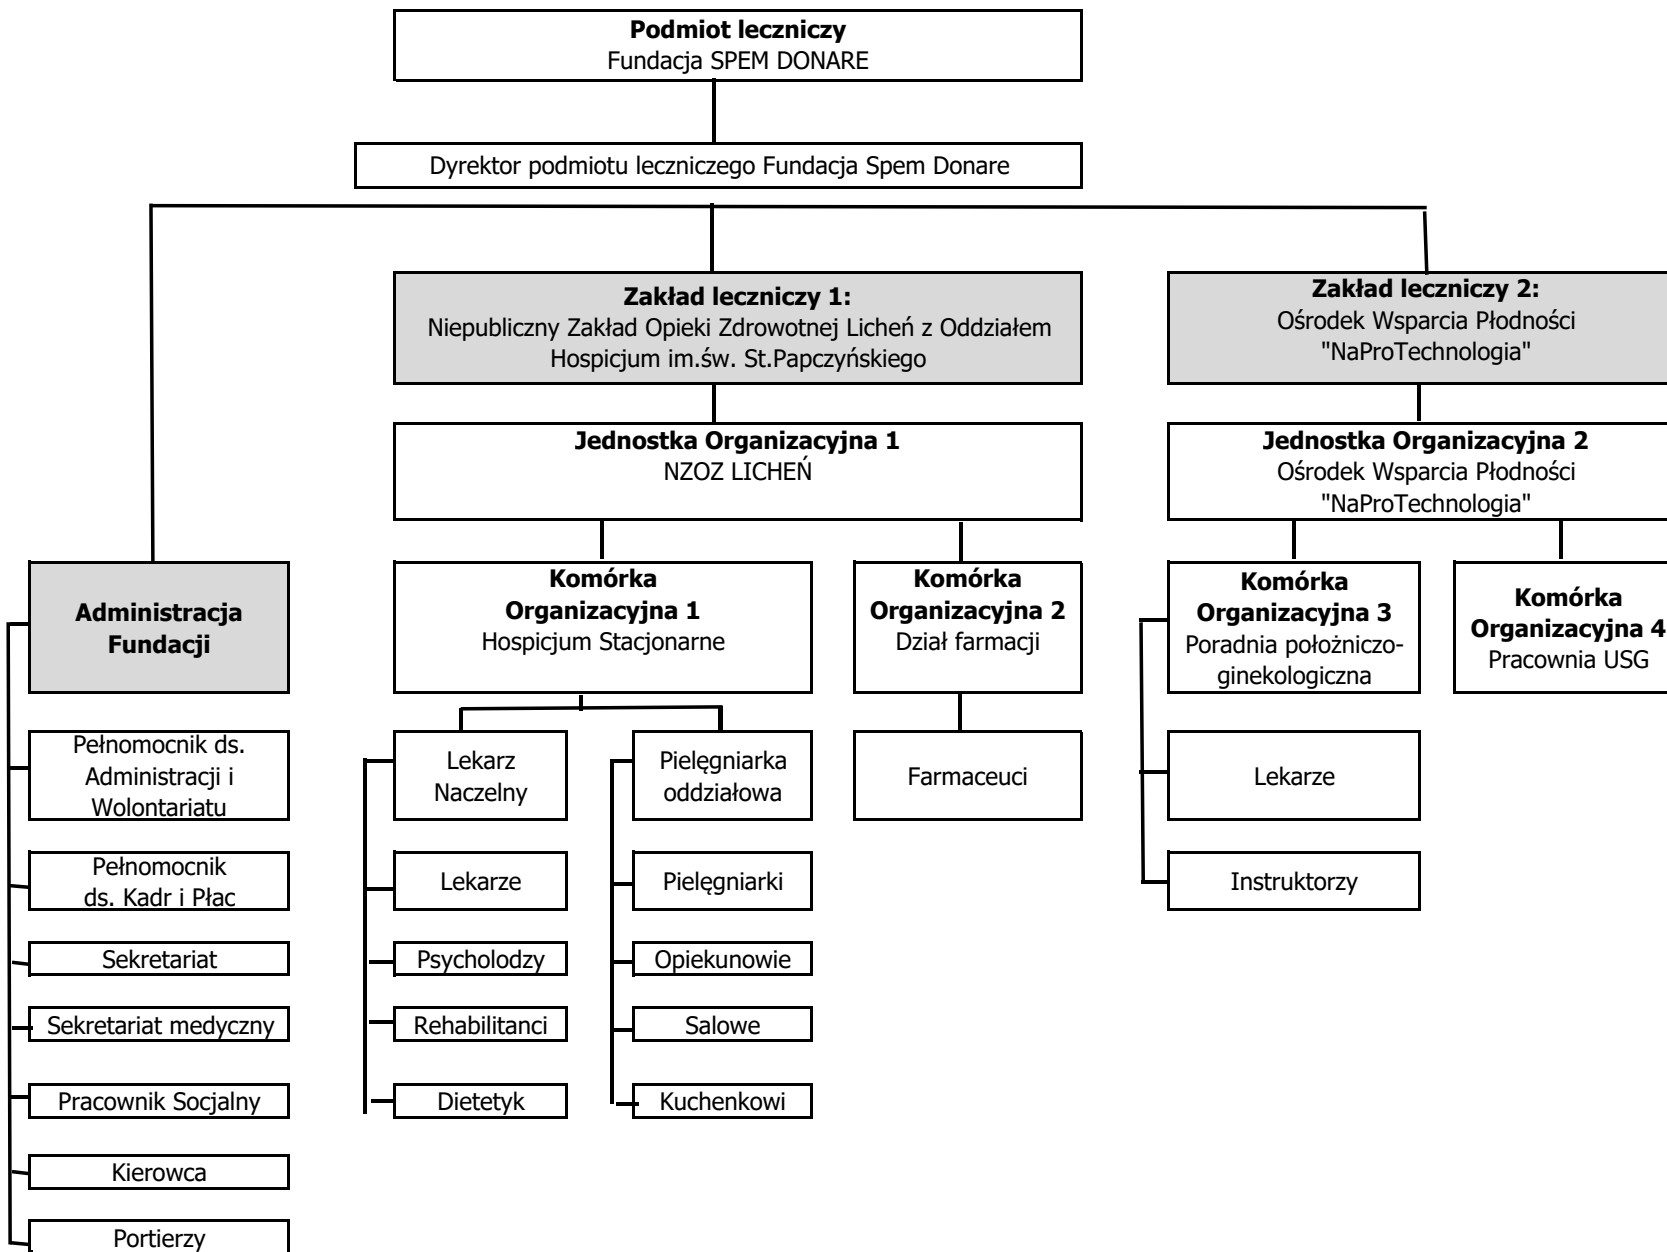 Podmiot leczniczy
Fundacja SPEM DONARE
Dyrektor podmiotu leczniczego Fundacja Spem Donare
Zakład leczniczy 1:
Niepubliczny Zakład Opieki Zdrowotnej Licheń z Oddziałem
Hospicjum im.św. St.Papczyńskiego
Zakład leczniczy 2:
Ośrodek Wsparcia Płodności
"NaProTechnologia"
Jednostka Organizacyjna 1
NZOZ LICHEŃ
Jednostka Organizacyjna 2
Ośrodek Wsparcia Płodności
"NaProTechnologia"
Administracja
Fundacji
Komórka
Organizacyjna 1
Hospicjum Stacjonarne
Komórka
Organizacyjna 2
Dział farmacji
Komórka
Organizacyjna 3
Poradnia położniczo-
ginekologiczna
Komórka
Organizacyjna 4
Pracownia USG
Pełnomocnik ds.
Administracji i
Wolontariatu
Lekarz
Naczelny
Pielęgniarka
oddziałowa
Farmaceuci
Lekarze
Pełnomocnik
ds. Kadr i Płac
Lekarze
Pielęgniarki
Instruktorzy
Sekretariat
Psycholodzy
Opiekunowie
Sekretariat medyczny
Rehabilitanci
Salowe
Pracownik Socjalny
Dietetyk
Kuchenkowi
Kierowca
Portierzy